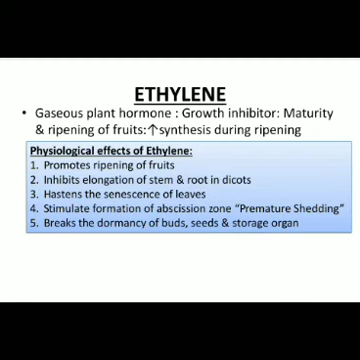 ETHYLENE
• Gaseous plant hormone : Growth inhibitor: Maturity
& ripening of fruits:↑synthesis during ripening
Physiological effects of Ethylene:
1. Promotes ripening of fruits
2. Inhibits elongation of stem & root in dicots
3. Hastens the senescence of leaves
4. Stimulate formation of abscission zone “Premature Shedding”
5. Breaks the dormancy of buds, seeds & storage organ